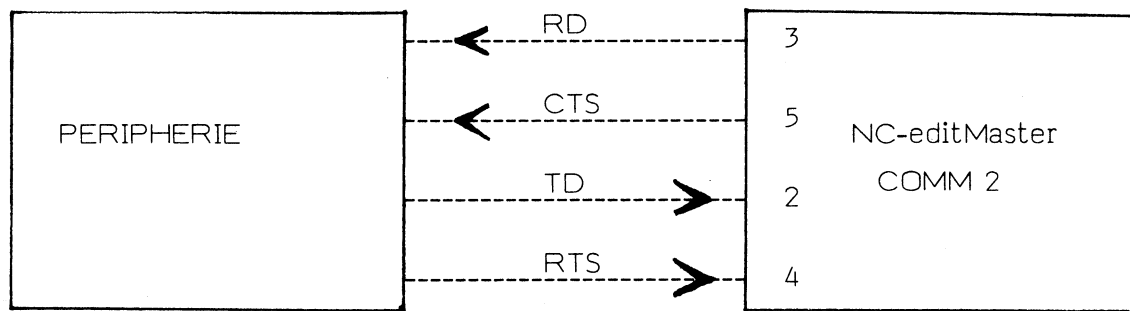 RD
3
CTS
5
PERIPHERIE
NC-editMaster
COMM 2
TD
2
RTS
4